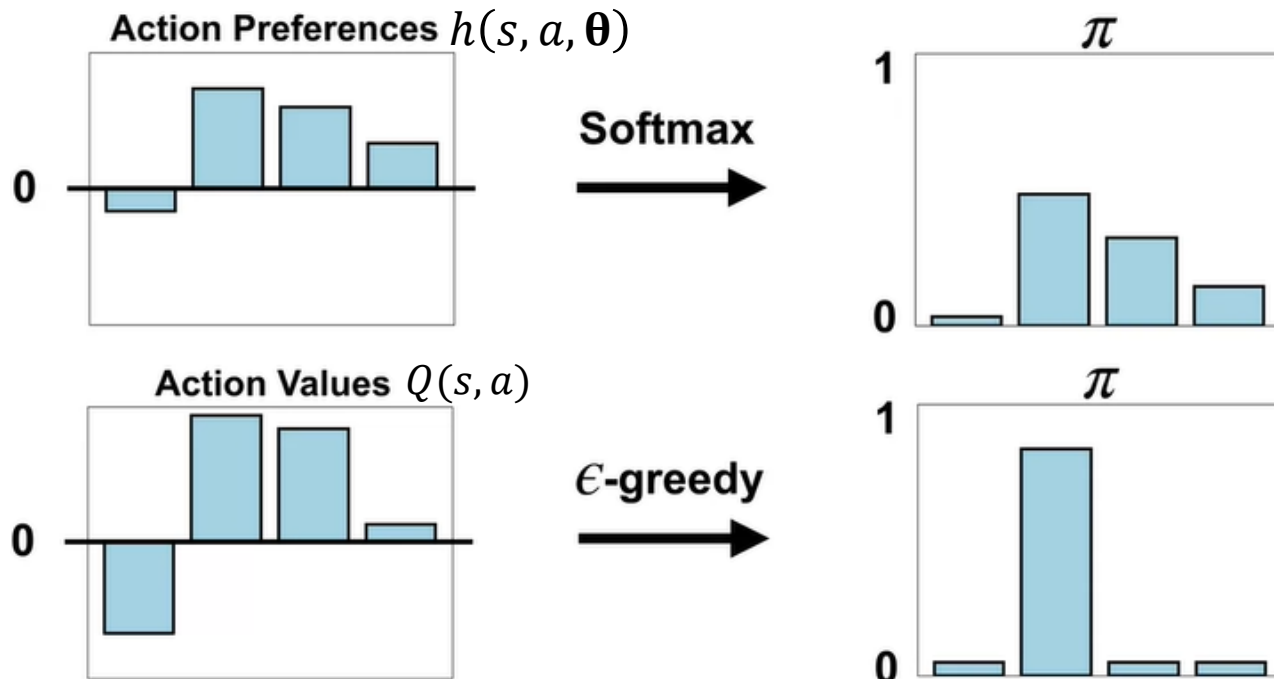 Action Preferences h(s, a, θ)
π
1
0
Softmax
0
Action Values Q(s, a)
π
1
0
ϵ-greedy
0